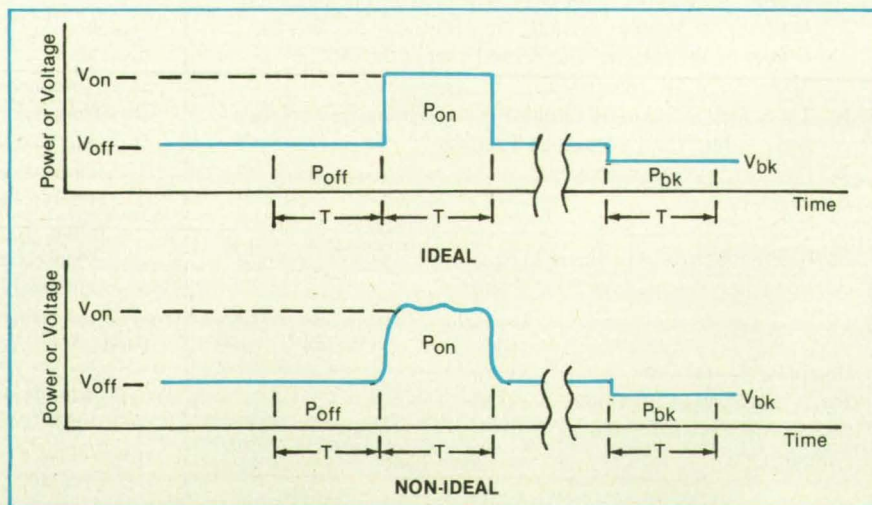 Power or Voltage
Von
Voff
Pon
Poff
Pbk
Vbk
T
T
T
Time
IDEAL
Power or Voltage
Von
Voff
Pon
Poff
Pbk
Vbk
T
T
T
Time
NON-IDEAL